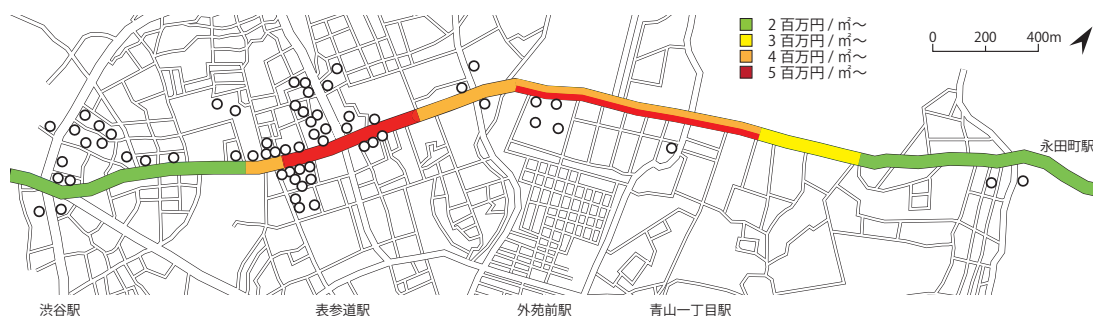 2 百万円 / ㎡～
3 百万円 / ㎡～
4 百万円 / ㎡～
5 百万円 / ㎡～
0 200 400m
永田町駅
渋谷駅 表参道駅 外苑前駅 青山一丁目駅